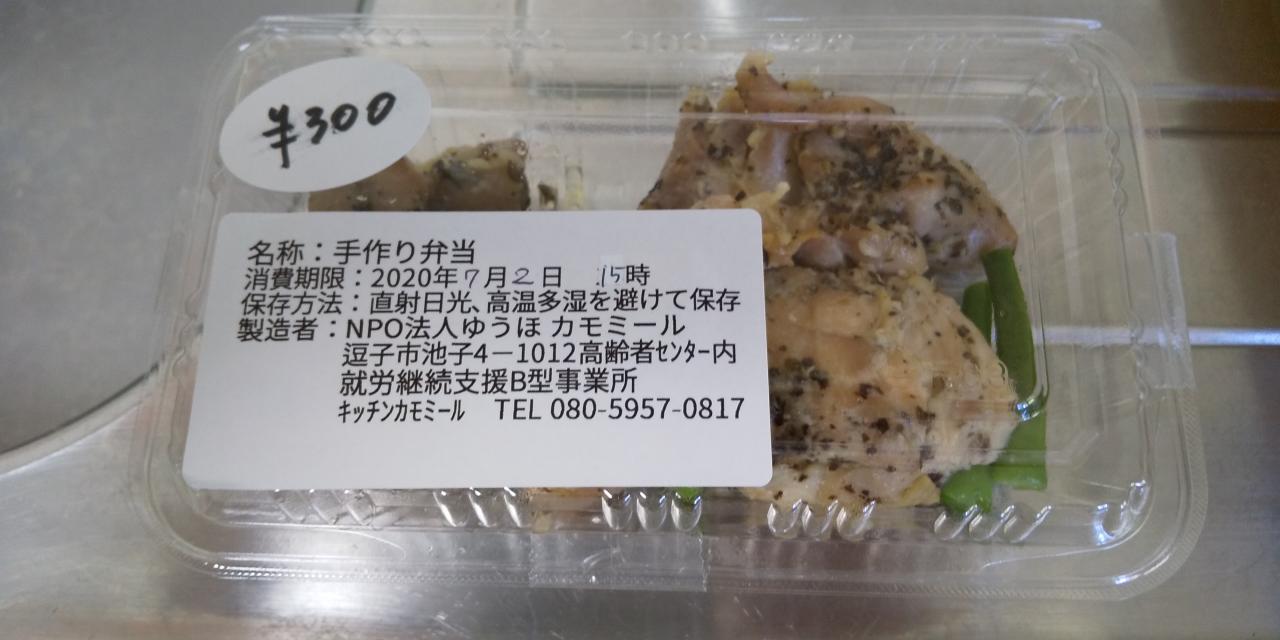 ¥300
名称：手作り弁当
消費期限：2020年7月2日 15時
保存方法：直射日光、高温多湿を避けて保存
製造者：NPO法人ゆうほ カモミール
逗子市池子4－1012高齢者ｾﾝﾀｰ内
就労継続支援B型事業所
ｷｯﾁﾝｶﾓﾐｰﾙ TEL 080-5957-0817